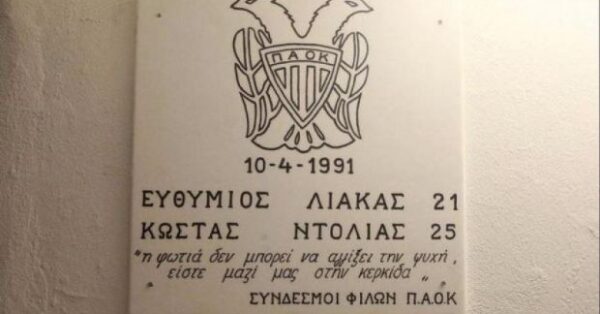 ΠΑΟΚ
10-4-1991
ΕΥΘΥΜΙΟΣ ΛΙΑΚΑΣ 21
ΚΩΣΤΑΣ ΝΤΟΛΙΑΣ 25
"η φωτιά δεν μπορεί να αγγίξει την ψυχή,
είστε μαζί μας στην κερκίδα"
ΣΥΝΔΕΣΜΟΙ ΦΙΛΩΝ Π.Α.Ο.Κ